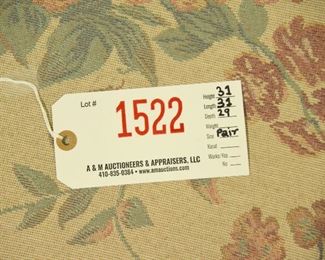 Lot #
1522
A & M AUCTIONEERS & APPRAISERS, LLC
410-835-0384 • www.amauctions.com
Height: 31
Length: 31
Depth: 29
Weight:
Size: Pair
Karat:
Works: Yes
No